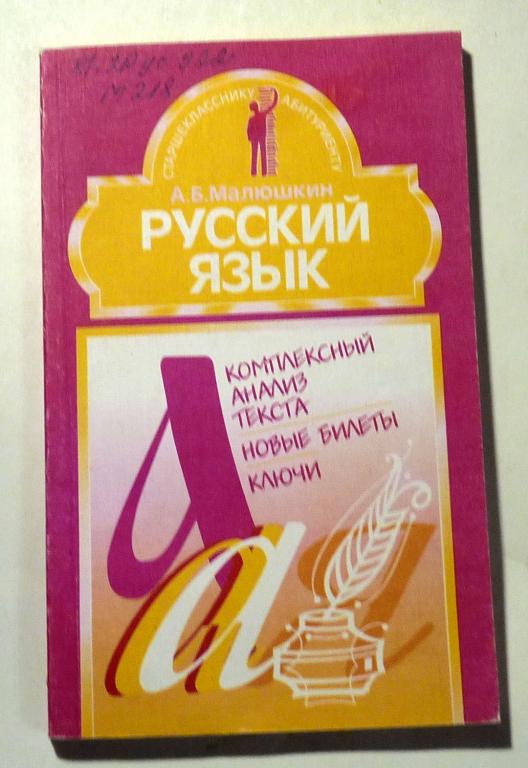 СТАРШЕКЛАССНИКУ
АБИТУРИЕНТУ
А.Б.Малюшкин
РУССКИЙ
ЯЗЫК
КОМПЛЕКСНЫЙ
АНАЛИЗ
ТЕКСТА
НОВЫЕ БИЛЕТЫ
КЛЮЧИ
а